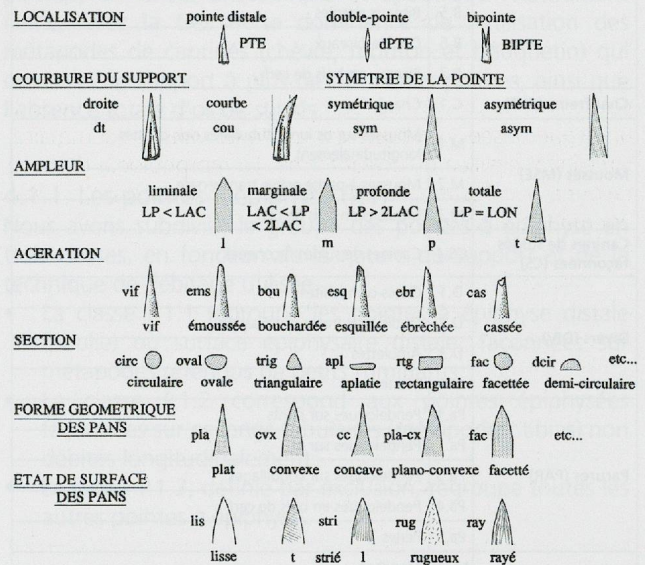 LOCALISATION
pointe distale double-pointe bipointe
PTE dPTE BIPTE
COURBURE DU SUPPORT SYMETRIE DE LA POINTE
droite courbe symétrique asymétrique
dt cou sym asym
AMPLEUR
liminale marginale profonde totale
LP < LAC LAC < LP LP > 2LAC LP = LON
< 2LAC
l m p t
ACERATION
vif ems bou esq ebr cas
vif émoussée bouchardée esquillée ébrèchée cassée
SECTION
circ oval trig apl rtg fac dcir etc...
circulaire ovale triangulaire aplatie rectangulaire facettée demi-circulaire
FORME GEOMETRIQUE
DES PANS
pla cvx cc pla-cx fac etc...
plat convexe concave plano-convexe facetté
ETAT DE SURFACE
DES PANS
lis stri rug ray
lisse t strié l rugueux rayé